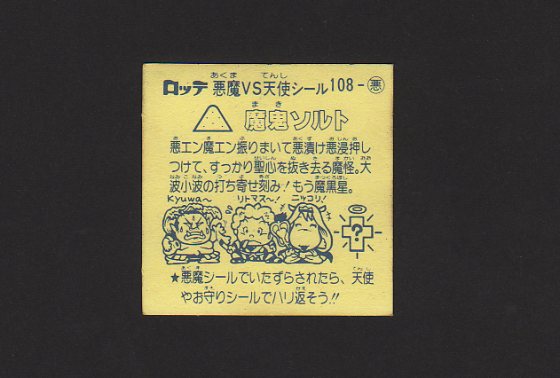 ロッテ 悪魔VS天使シール 108-悪
魔鬼ソルト
悪エン魔エン振りまいて悪漬け悪浸押し
つけて、すっかり聖心を抜き去る魔怪。大
波小波の打ち寄せ刻み!もう魔黒星。
Kyuwa〜 リトマス〜! ニッコリ!
?
★悪魔シールでいたずらされたら、天使
やお守りシールでハリ返そう!!